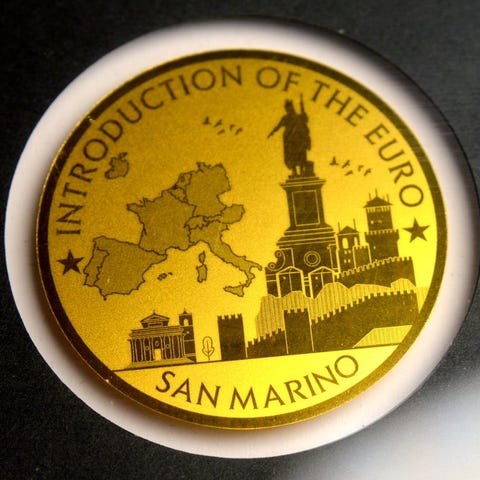 INTRODUCTION OF THE EURO
SAN MARINO